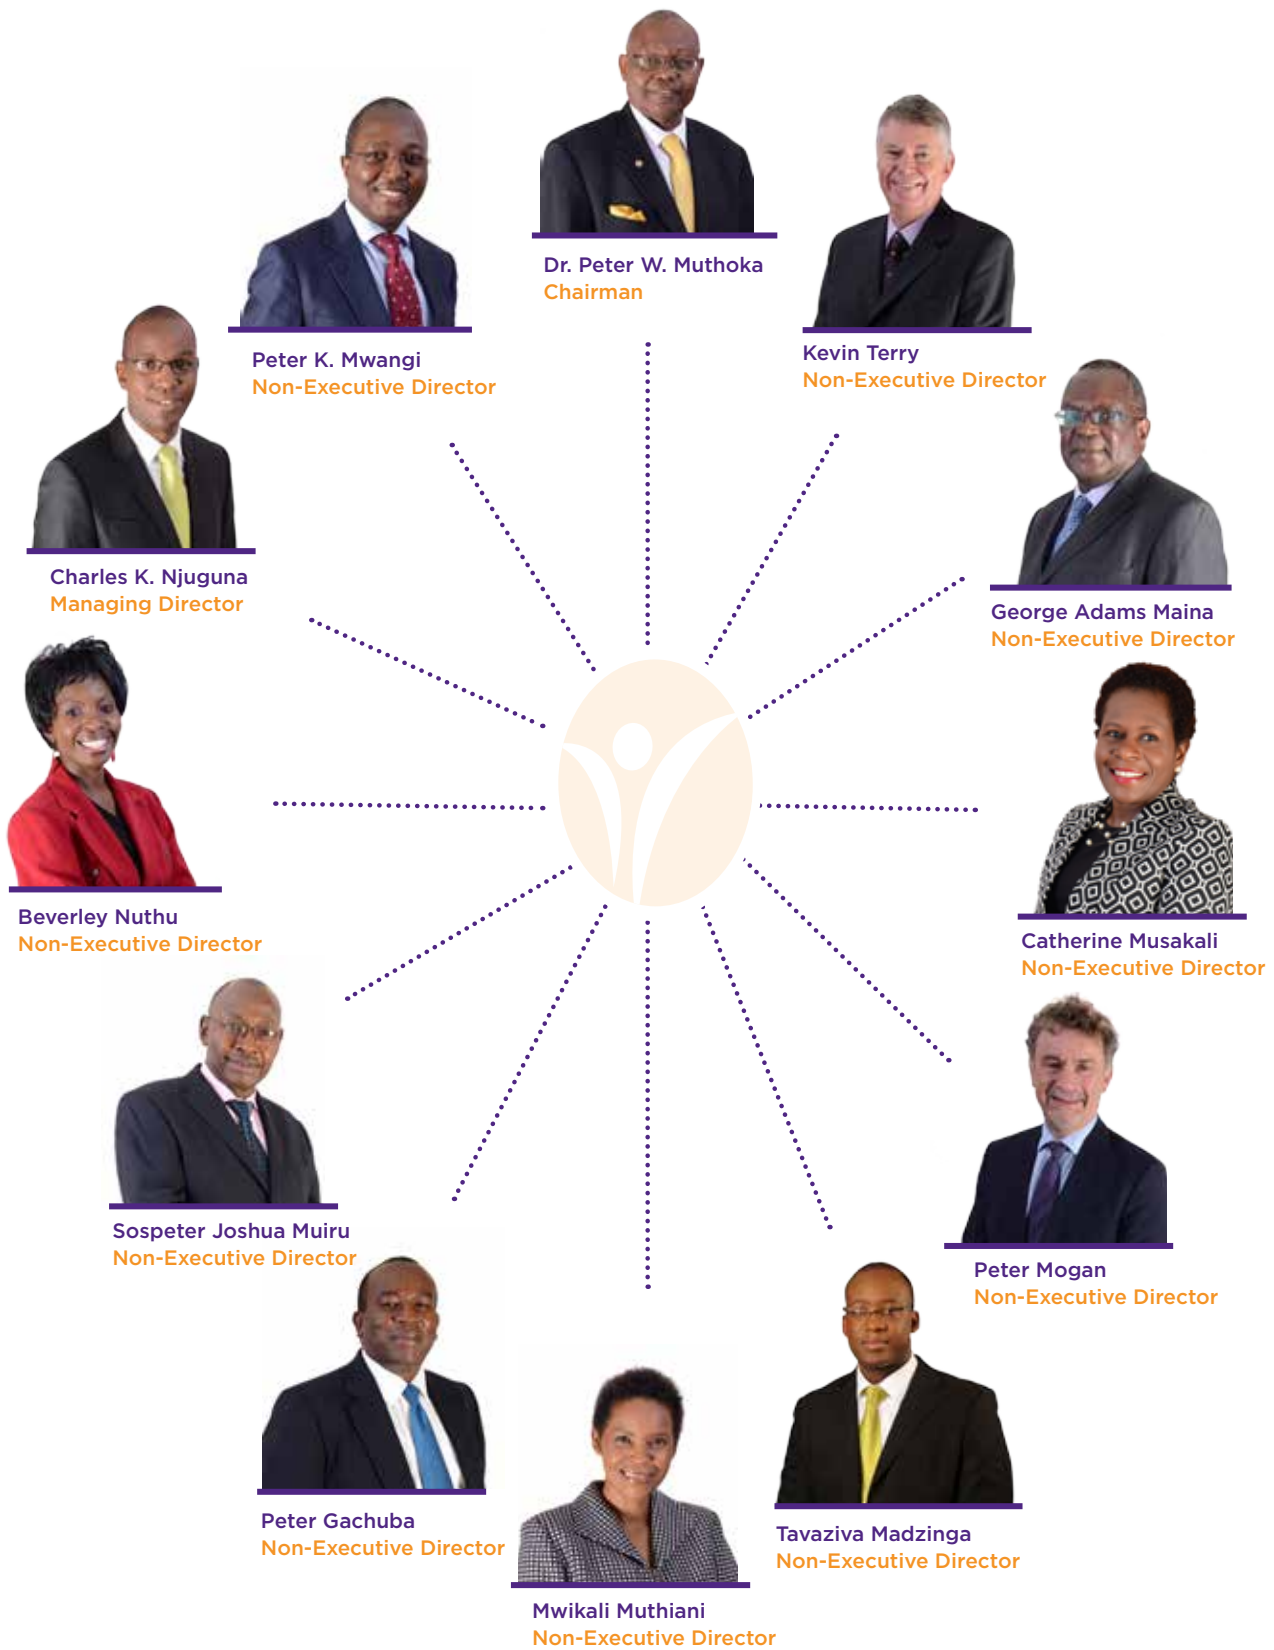 Dr. Peter W. Muthoka
Chairman
Kevin Terry
Non-Executive Director
Peter K. Mwangi
Non-Executive Director
George Adams Maina
Non-Executive Director
Charles K. Njuguna
Managing Director
Catherine Musakali
Non-Executive Director
Beverley Nuthu
Non-Executive Director
Peter Mogan
Non-Executive Director
Sospeter Joshua Muiru
Non-Executive Director
Tavaziva Madzinga
Non-Executive Director
Peter Gachuba
Non-Executive Director
Mwikali Muthiani
Non-Executive Director